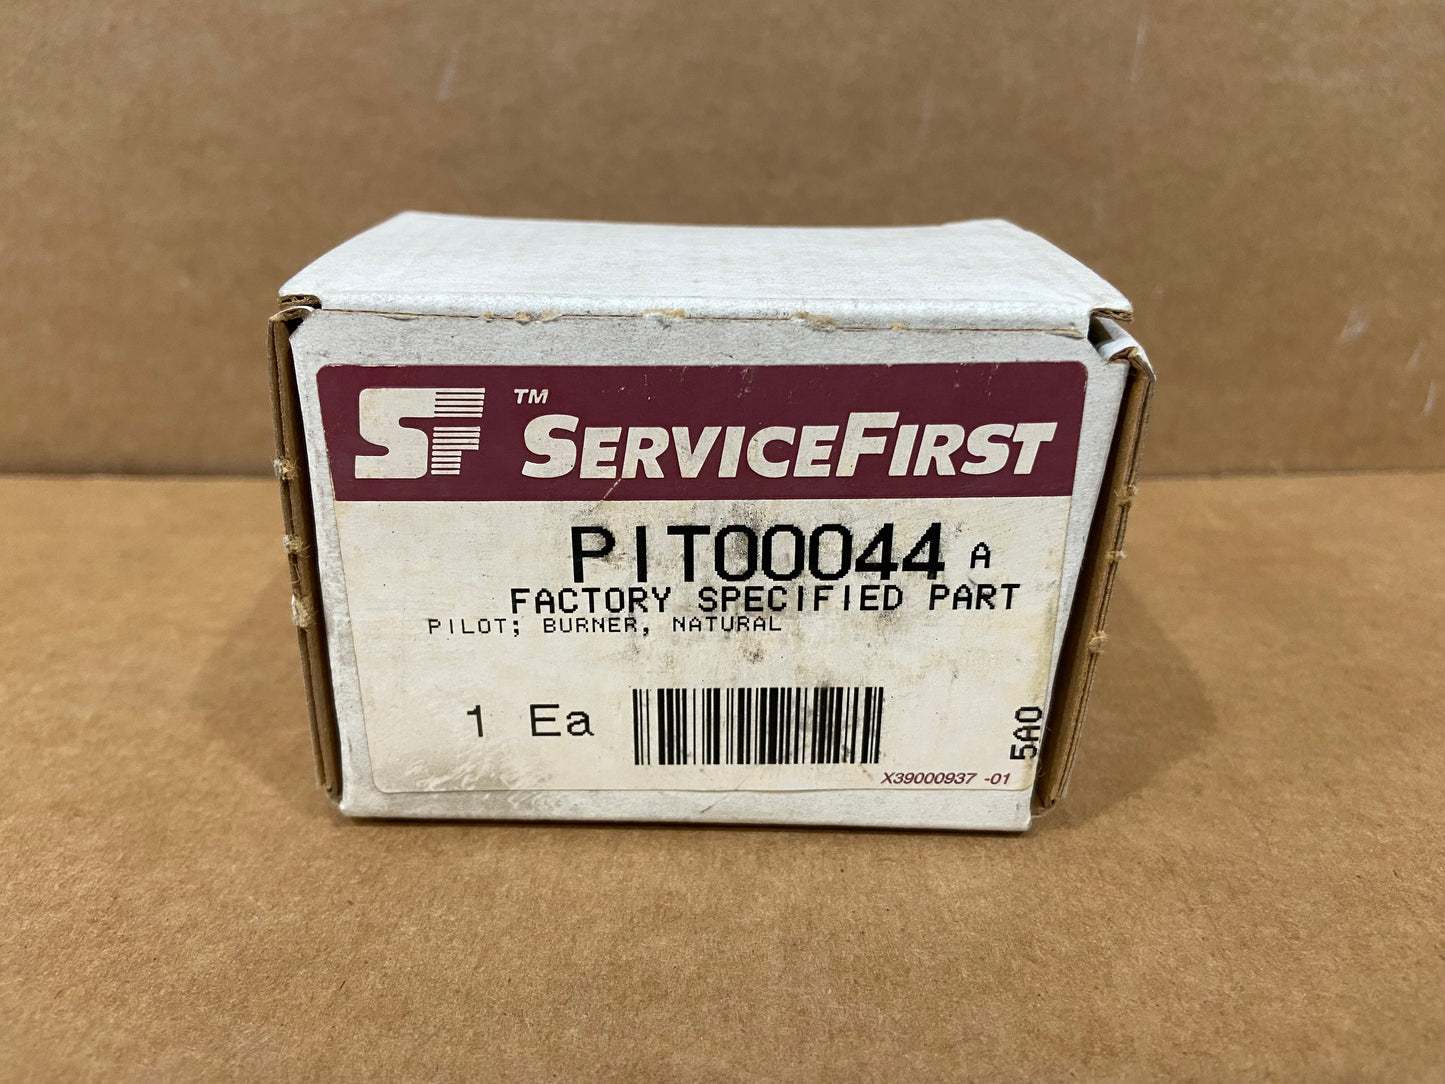 SF ™ SERVICEFIRST
PIT00044 A
FACTORY SPECIFIED PART
PILOT; BURNER, NATURAL
1 Ea
5A0
X39000937 -01